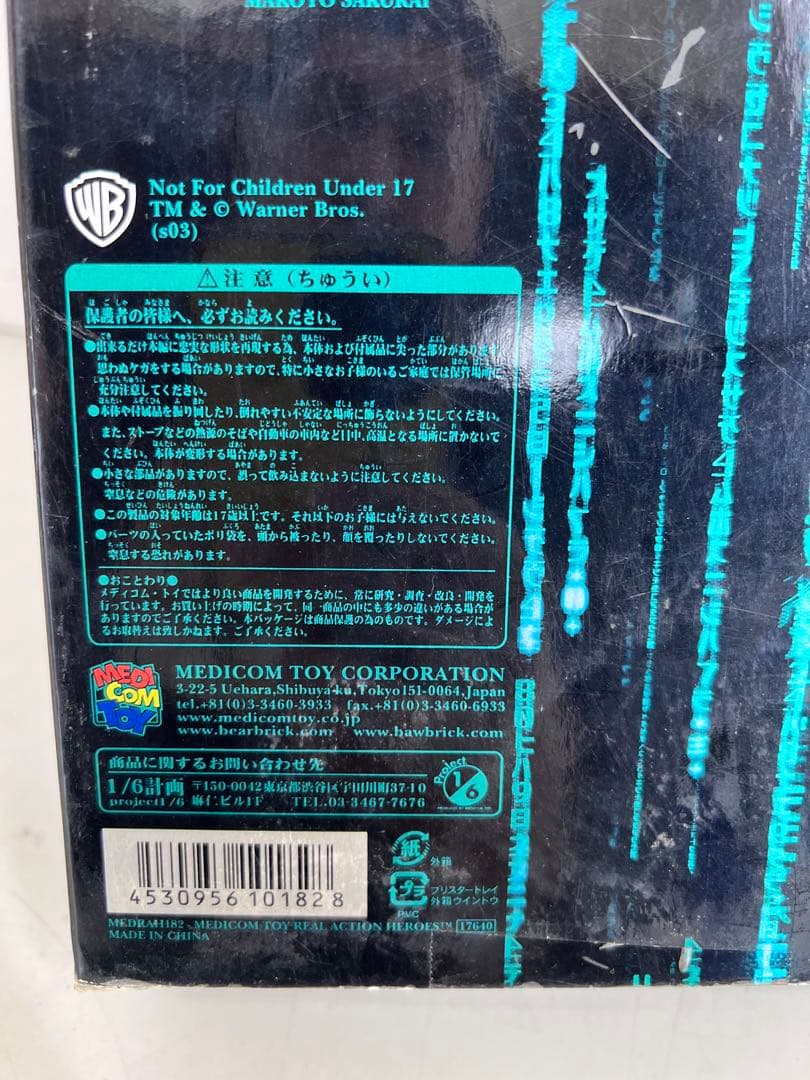 MAKOTO SAKURAI
WB
Not For Children Under 17
TM & © Warner Bros.
(s03)
⚠注 意（ちゅうい）
保護者の皆様へ、必ずお読みください。
●出来るだけ本編に忠実な形状を再現する為、本体および付属品に尖った部分があります。
思わぬケガをする場合がありますので、特に小さなお子様のいるご家庭では保管場所に
充分注意してください。
●本体や付属品を振り回したり、倒れやすい不安定な場所に飾らないようにしてください。
また、ストーブなどの熱源のそばや自動車の車内など日中、高温となる場所に置かないで
ください。本体が変形する場合があります。
●小さな部品がありますので、誤って飲み込まないように注意してください。
窒息などの危険があります。
●この製品の対象年齢は17歳以上です。それ以下のお子様には与えないでください。
●パーツの入っていたポリ袋を、頭から被ったり、顔を覆ったりしないでください。
窒息する恐れがあります。
●おことわり●
メディコム・トイではより良い商品を開発するために、常に研究・調査・改良・開発を
行っています。お買い上げの時期によって、同一商品の中にも多少の違いがある場合が
ありますのでご了承ください。本パッケージは商品保護の為のものです。ダメージによ
るお取替えは致しかねます。ご了承ください。
MEDI COM TOY
MEDICOM TOY CORPORATION
3-22-5 Uehara,Shibuya-ku,Tokyo151-0064,Japan
tel.+81(0)3-3460-3933 fax.+81(0)3-3460-6933
www.medicomtoy.co.jp
www.bearbrick.com www.bawbrick.com
商品に関するお問い合わせ先
1/6計画 〒150-0042東京都渋谷区宇田川町37-10
project1/6 麻仁ビル1F TEL.03-3467-7676
Project 1/6
4530956101828
紙 外箱
プラ ブリスタートレイ
外箱ウインドウ
PVC
MEDRAH182 - MEDICOM TOY REAL ACTION HEROES™ 17640
MADE IN CHINA